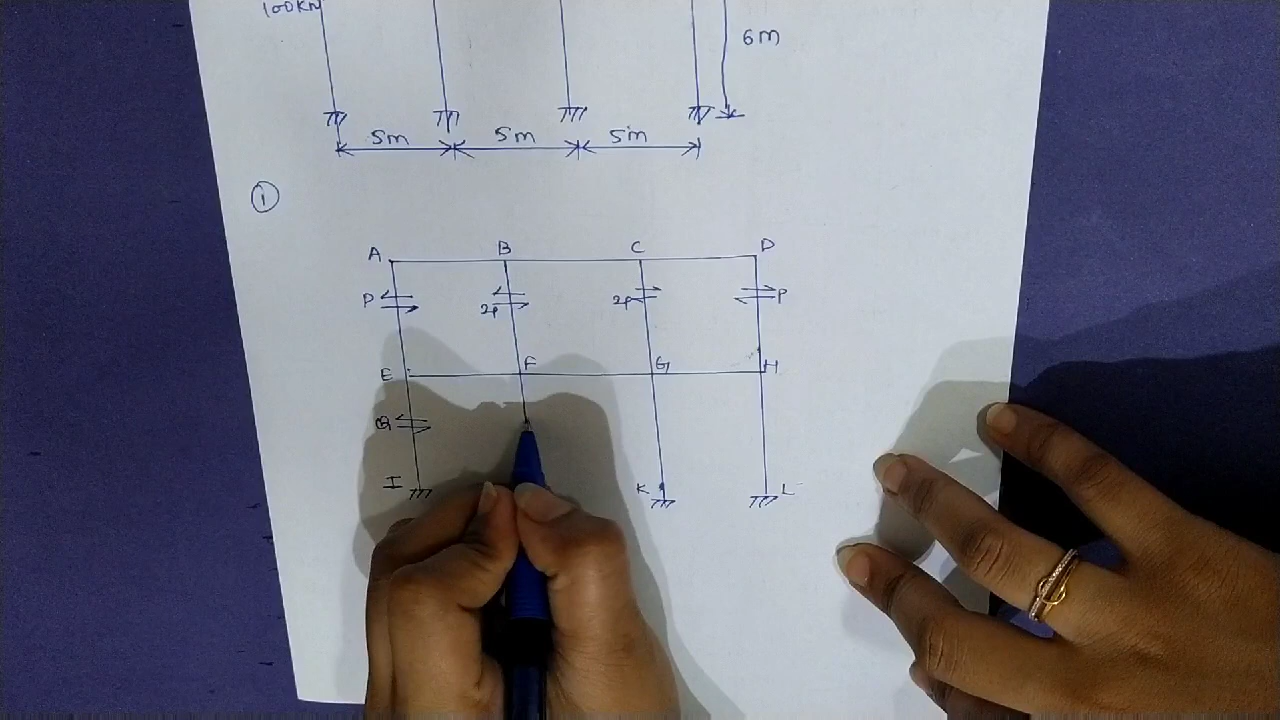 100KN
6m
5m 5m 5m
1
A B C D
P 2P 2P P
E F G H
Q
I K L